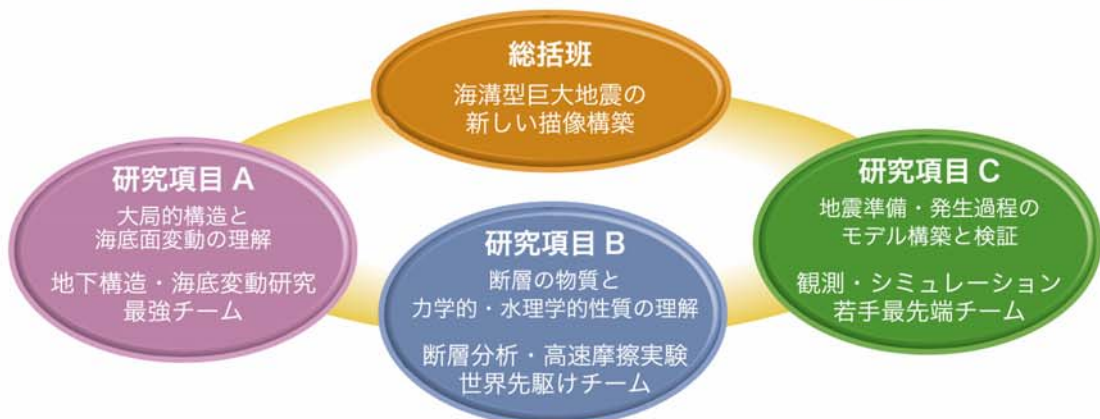 総括班
海溝型巨大地震の
新しい描像構築
研究項目 A
大局的構造と
海底面変動の理解
地下構造・海底変動研究
最強チーム
研究項目 B
断層の物質と
力学的・水理学的性質の理解
断層分析・高速摩擦実験
世界先駆けチーム
研究項目 C
地震準備・発生過程の
モデル構築と検証
観測・シミュレーション
若手最先端チーム